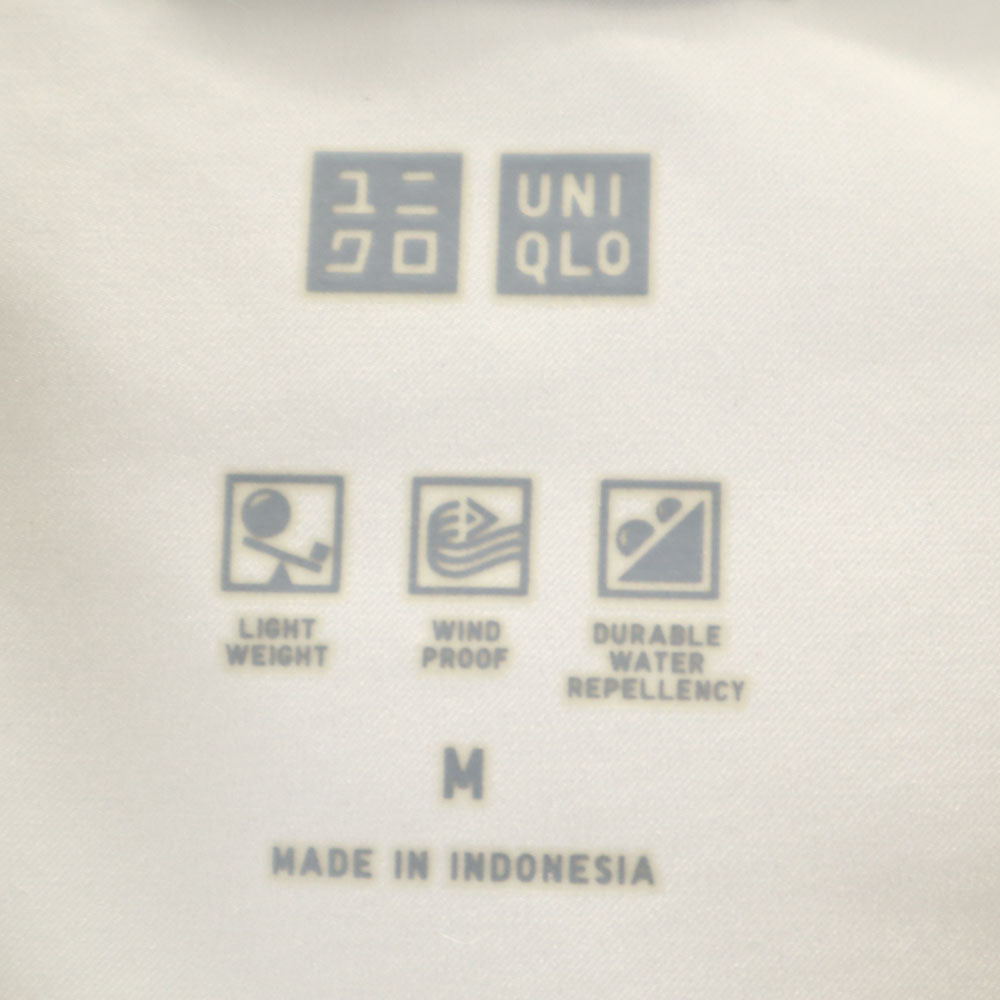 ユニ
クロ
UNI
QLO
LIGHT
WEIGHT
WIND
PROOF
DURABLE
WATER
REPELLENCY
M
MADE IN INDONESIA